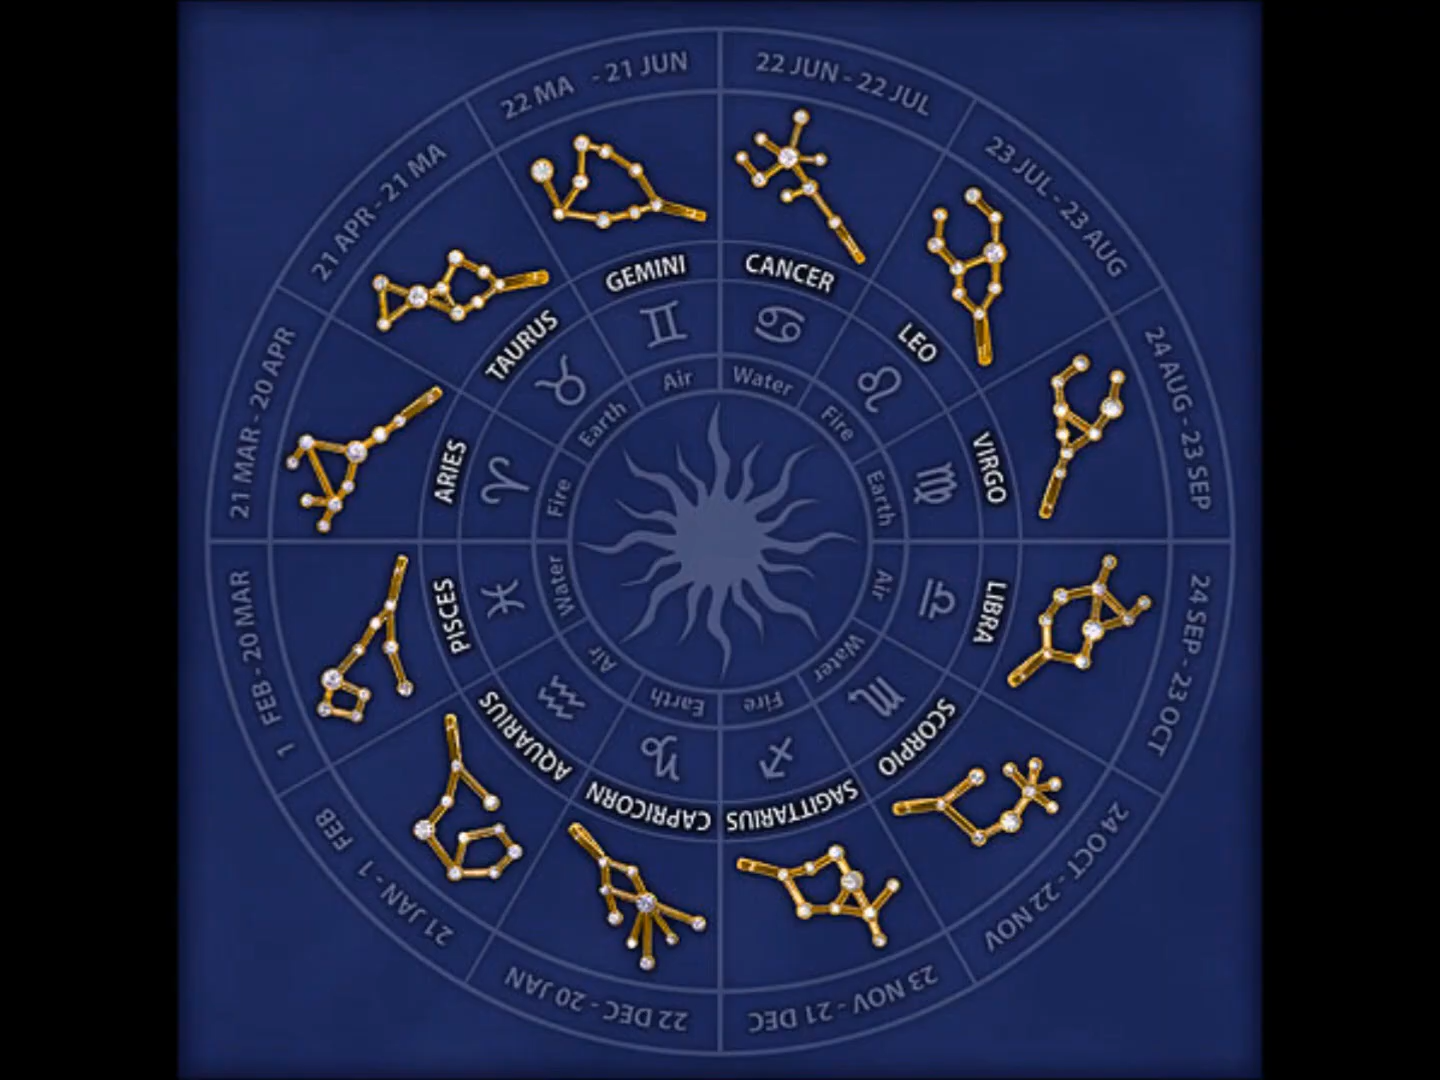 22 MA - 21 JUN
22 JUN - 22 JUL
23 JUL - 23 AUG
24 AUG - 23 SEP
24 SEP - 23 OCT
24 OCT - 22 NOV
23 NOV - 21 DEC
22 DEC - 20 JAN
21 JAN - 1 FEB
1 FEB - 20 MAR
21 MAR - 20 APR
21 APR - 21 MA
GEMINI
CANCER
LEO
VIRGO
LIBRA
SCORPIO
SAGITTARIUS
CAPRICORN
AQUARIUS
PISCES
ARIES
TAURUS
Air
Water
Fire
Earth
Air
Water
Fire
Earth
Air
Water
Fire
Earth